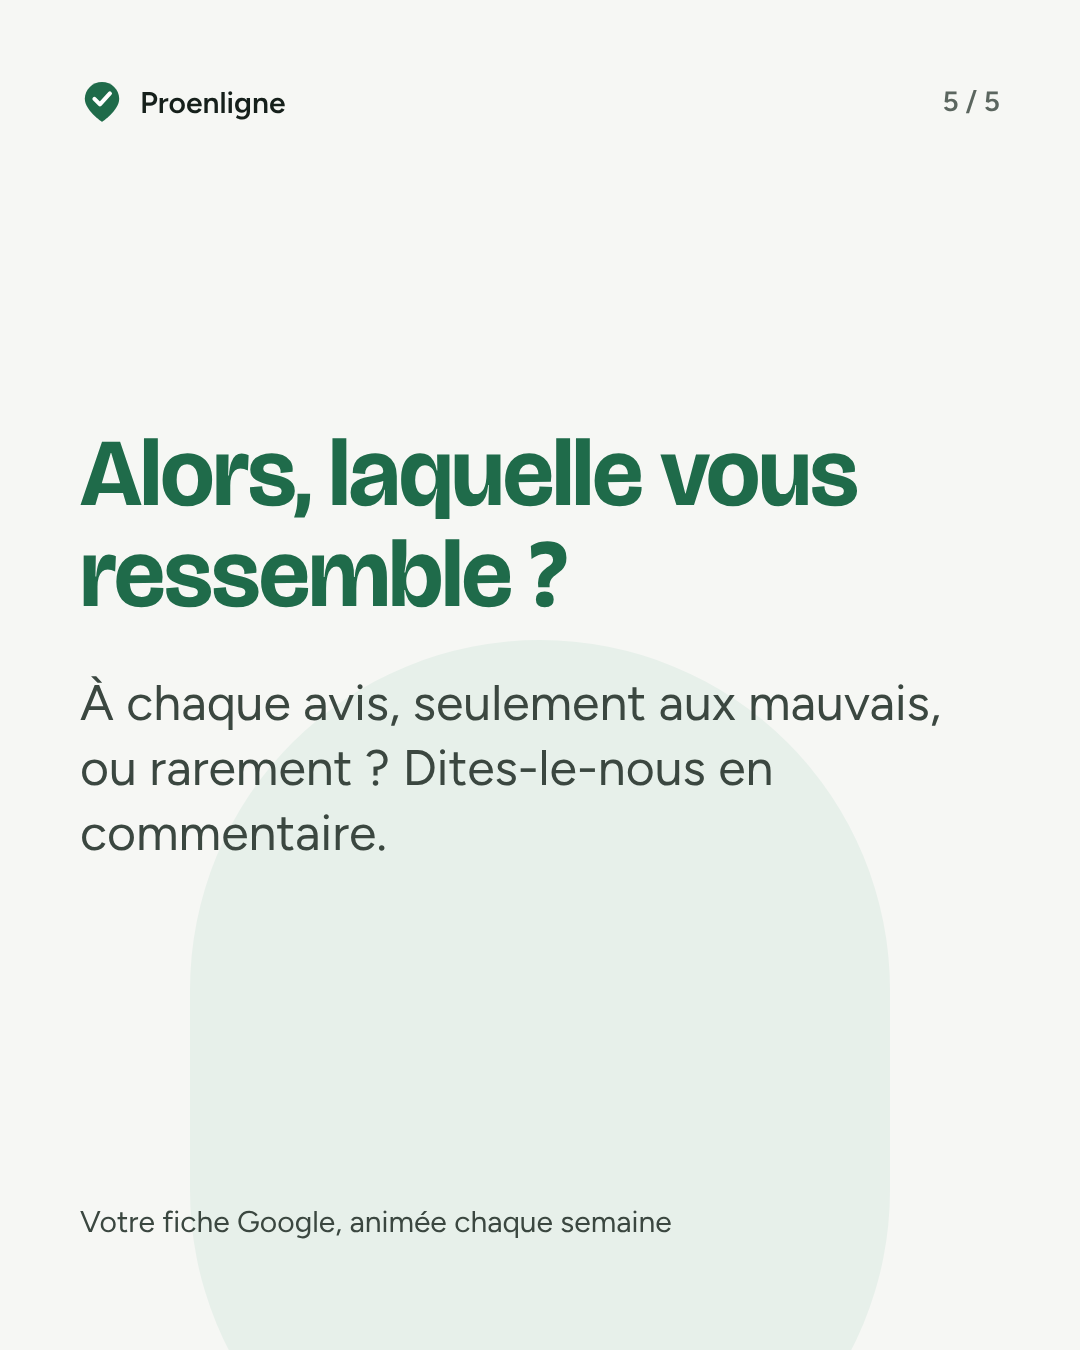 Proenligne
5 / 5
Alors, laquelle vous
ressemble ?
À chaque avis, seulement aux mauvais,
ou rarement ? Dites-le-nous en
commentaire.
Votre fiche Google, animée chaque semaine